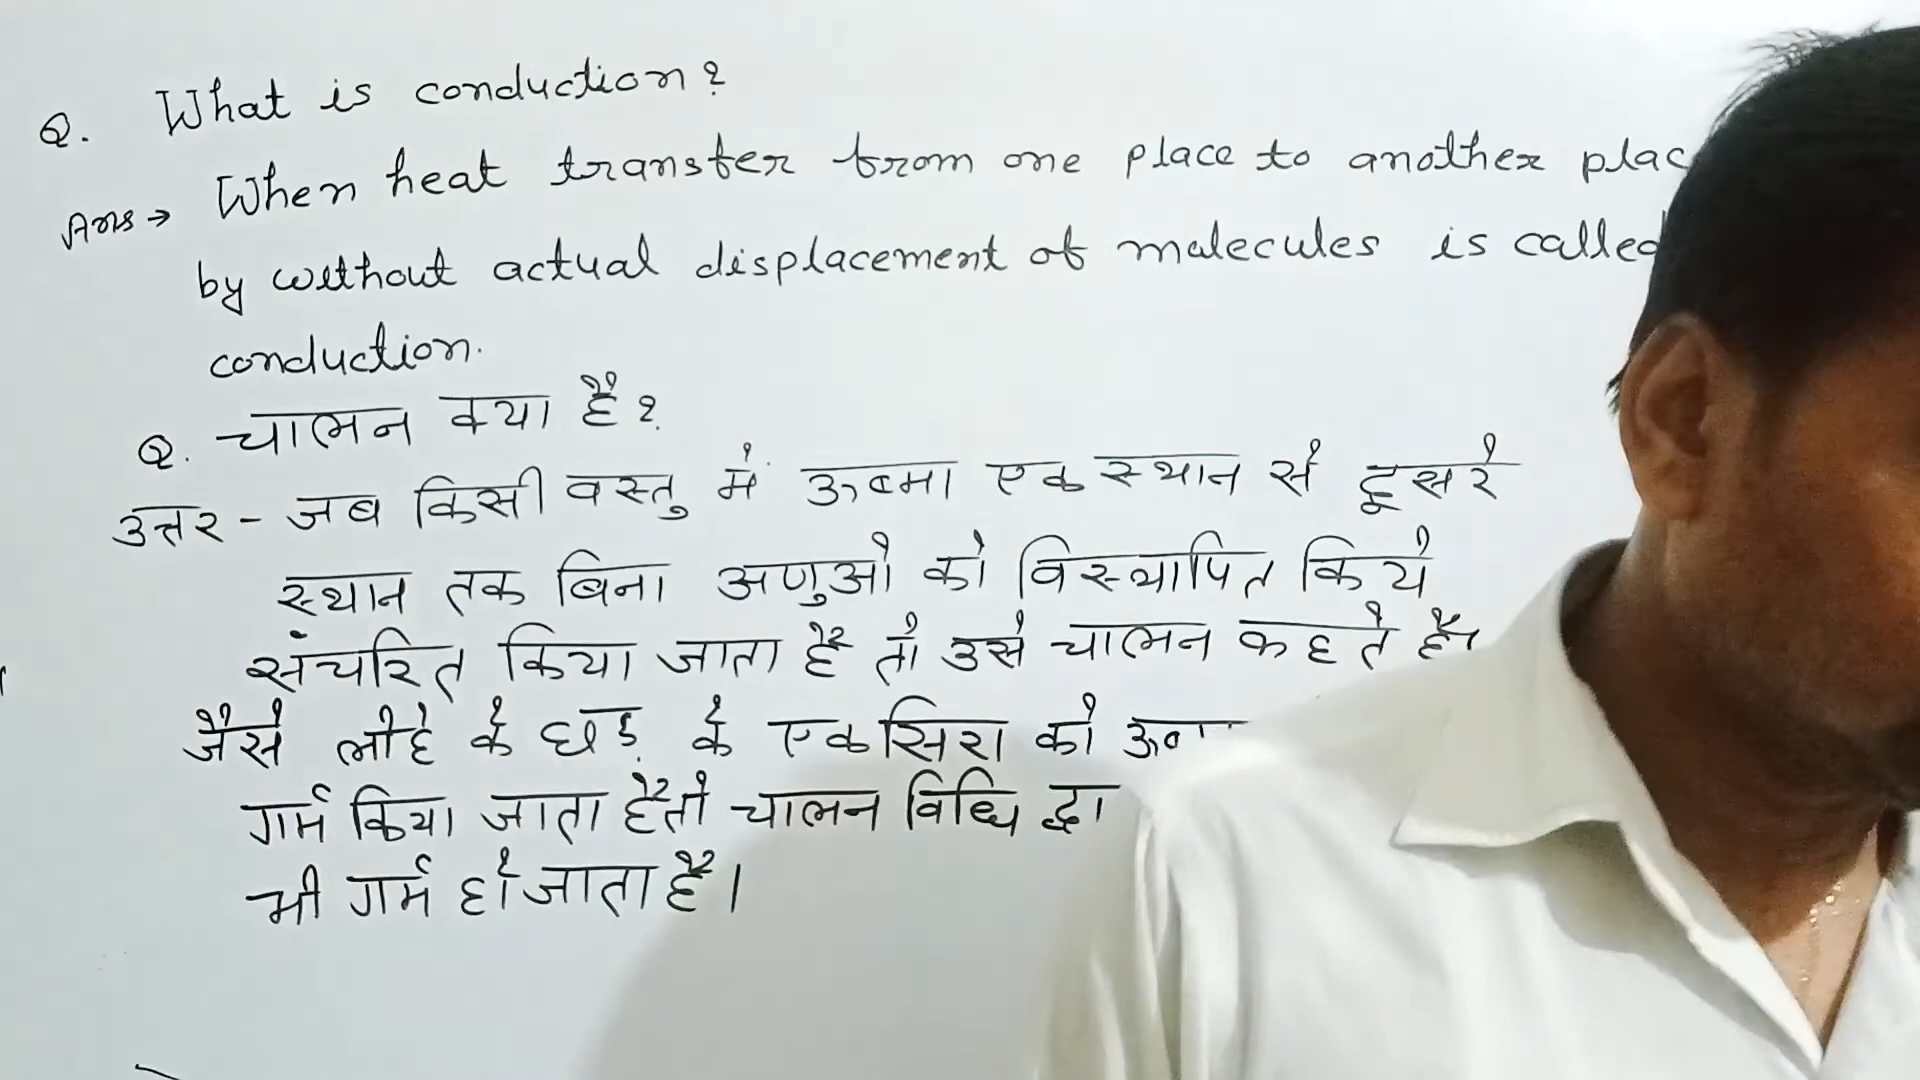 Q. What is conduction?
Ans → When heat transfer from one place to another plac
by without actual displacement of molecules is called
conduction.
Q. चालन क्या है?
उत्तर - जब किसी वस्तु में ऊष्मा एक स्थान से दूसरे
स्थान तक बिना अणुओ को विस्थापित किये
संचरित किया जाता है तो उसे चालन कहते हैं।
जैसे लोहे के छड़ के एक सिरा को
गर्म किया जाता है तो चालन विधि द्वा
भी गर्म हो जाता है।